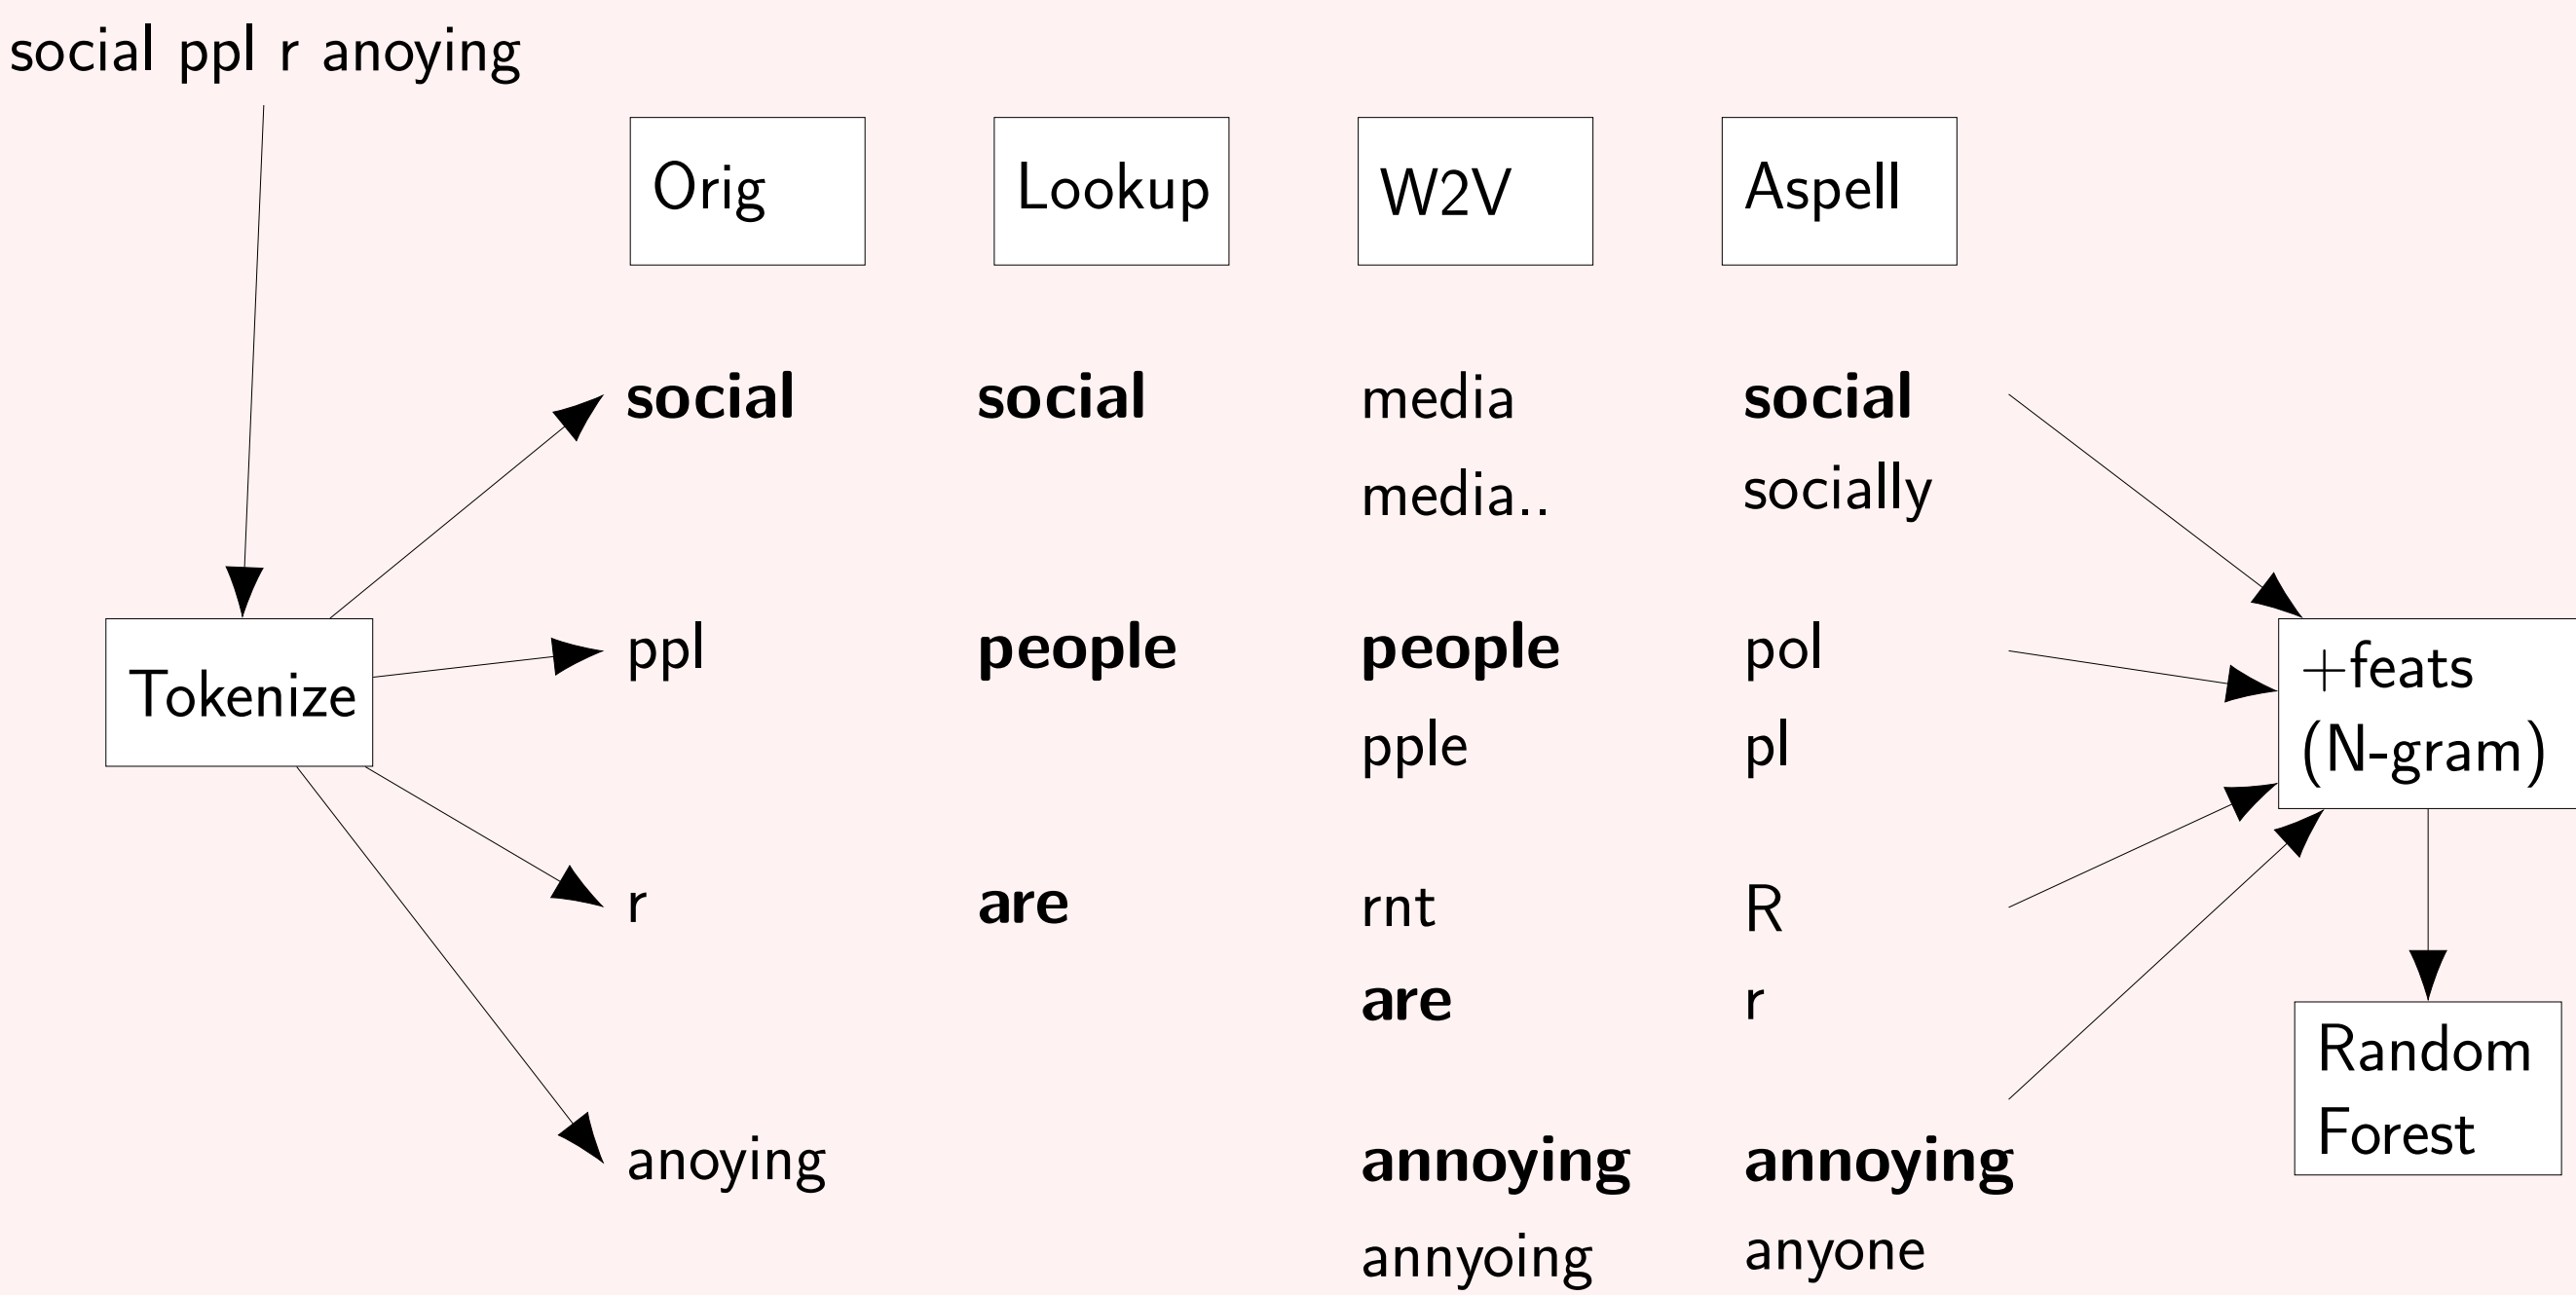 social ppl r anoying
Orig Lookup W2V Aspell
social social media social
media.. socially
Tokenize
ppl people people pol
pple pl
+feats
(N-gram)
r are rnt R
are r
Random
Forest
anoying annoying annoying
annyoing anyone